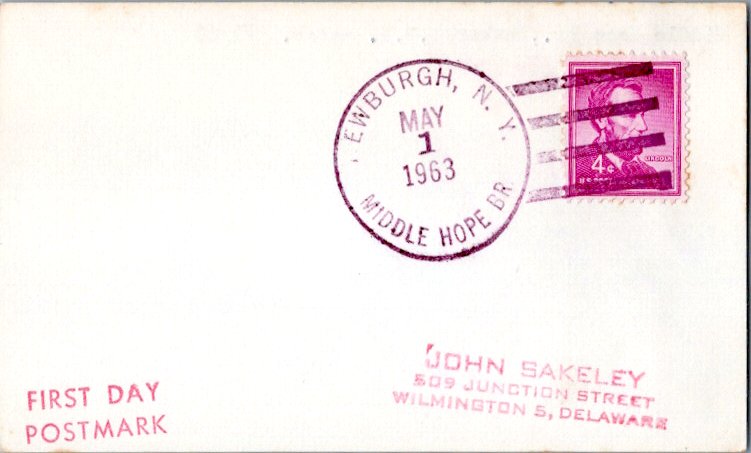 EWBURGH, N. Y.
MAY
1
1963
MIDDLE HOPE BR
4¢
LINCOLN
JOHN SAKELEY
509 JUNCTION STREET
WILMINGTON 5, DELAWARE
FIRST DAY
POSTMARK